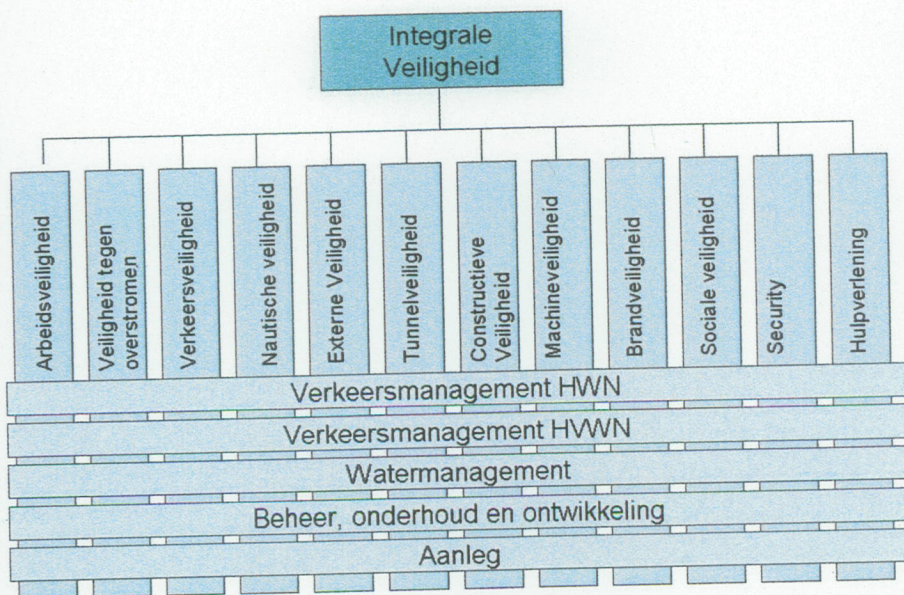 Integrale
Veiligheid
Arbeidsveiligheid
Veiligheid tegen
overstromen
Verkeersveiligheid
Nautische veiligheid
Externe Veiligheid
Tunnelveiligheid
Constructieve
Veiligheid
Machineveiligheid
Brandveiligheid
Sociale veiligheid
Security
Hulpverlening
Verkeersmanagement HWN
Verkeersmanagement HVWN
Watermanagement
Beheer, onderhoud en ontwikkeling
Aanleg